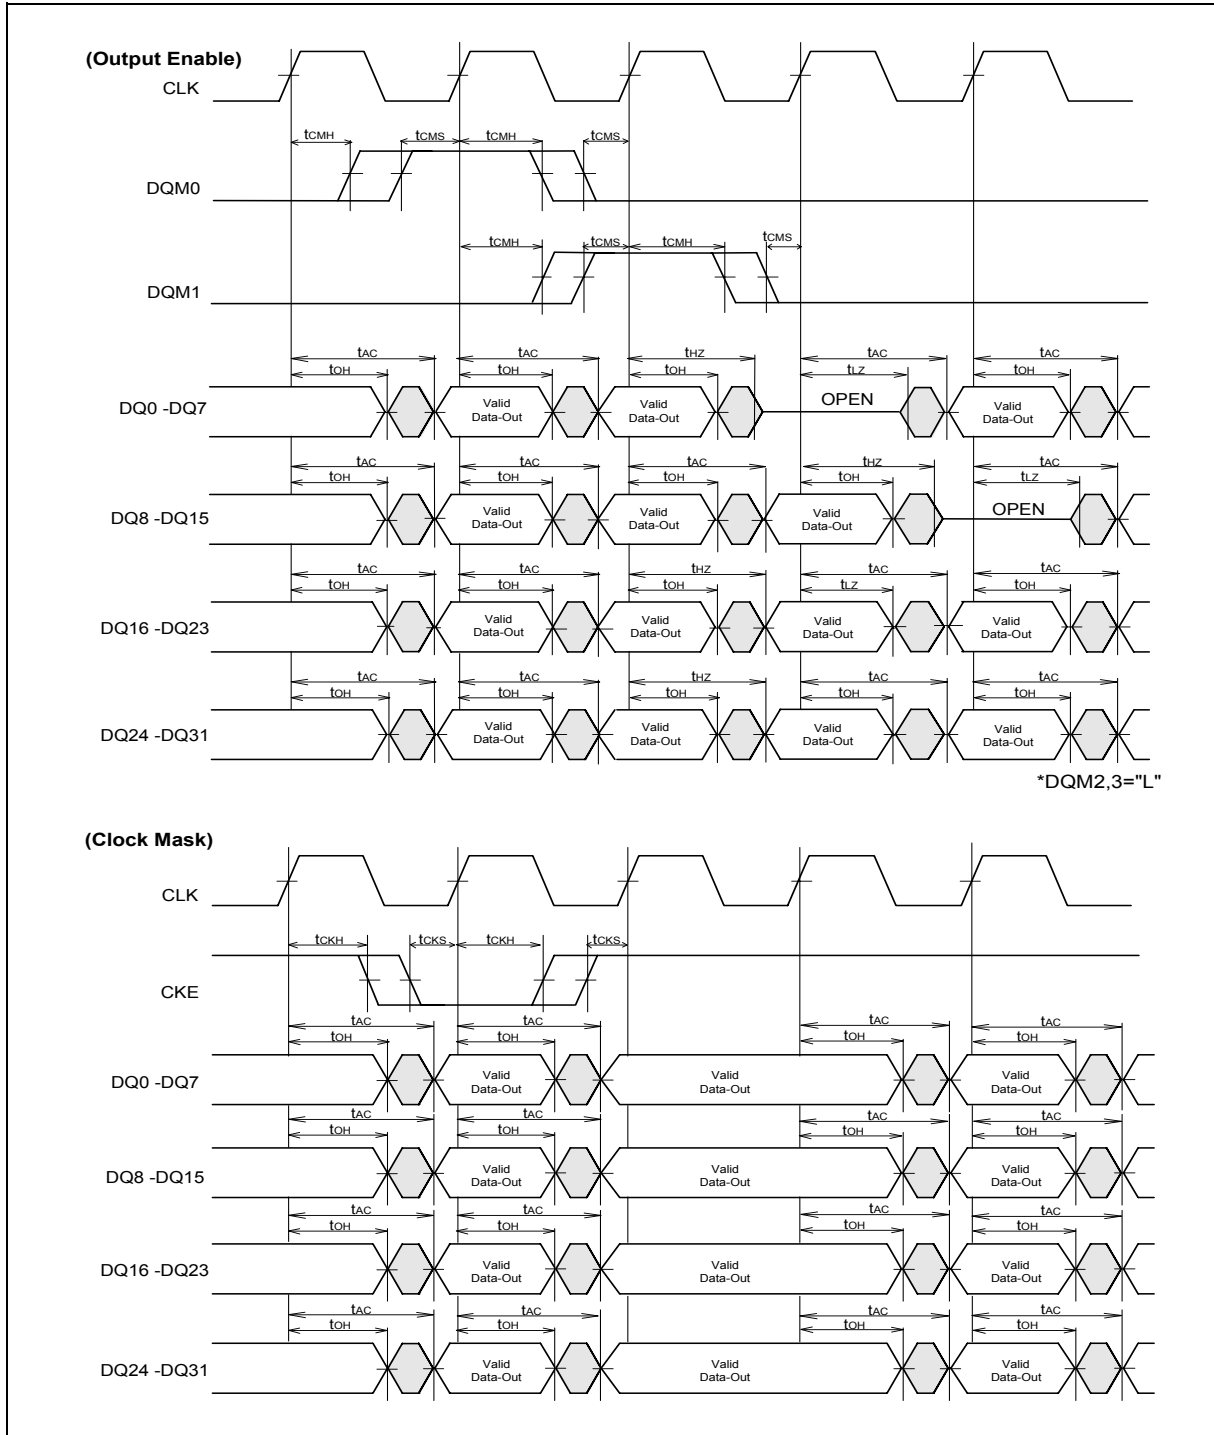 (Output Enable)
CLK
tCMH tCMS tCMH tCMS
DQM0
tCMH tCMS tCMH tCMS
DQM1
tAC tAC tHZ tAC tAC
tOH tOH tOH tLZ tOH
DQ0 -DQ7
Valid Data-Out
Valid Data-Out
OPEN
Valid Data-Out
tAC tAC tAC tHZ tAC
tOH tOH tOH tOH tLZ
DQ8 -DQ15
Valid Data-Out
Valid Data-Out
Valid Data-Out
OPEN
tAC tAC tHZ tAC tAC
tOH tOH tOH tLZ tOH
DQ16 -DQ23
Valid Data-Out
Valid Data-Out
Valid Data-Out
Valid Data-Out
tAC tAC tHZ tAC tAC
tOH tOH tOH tOH tOH
DQ24 -DQ31
Valid Data-Out
Valid Data-Out
Valid Data-Out
Valid Data-Out
*DQM2,3="L"
(Clock Mask)
CLK
tCKH tCKS tCKH tCKS
CKE
tAC tAC tAC tAC
tOH tOH tOH tOH
DQ0 -DQ7
Valid Data-Out
Valid Data-Out
Valid Data-Out
tAC tAC tAC tAC
tOH tOH tOH tOH
DQ8 -DQ15
Valid Data-Out
Valid Data-Out
Valid Data-Out
tAC tAC tAC tAC
tOH tOH tOH tOH
DQ16 -DQ23
Valid Data-Out
Valid Data-Out
Valid Data-Out
tAC tAC tAC tAC
tOH tOH tOH tOH
DQ24 -DQ31
Valid Data-Out
Valid Data-Out
Valid Data-Out